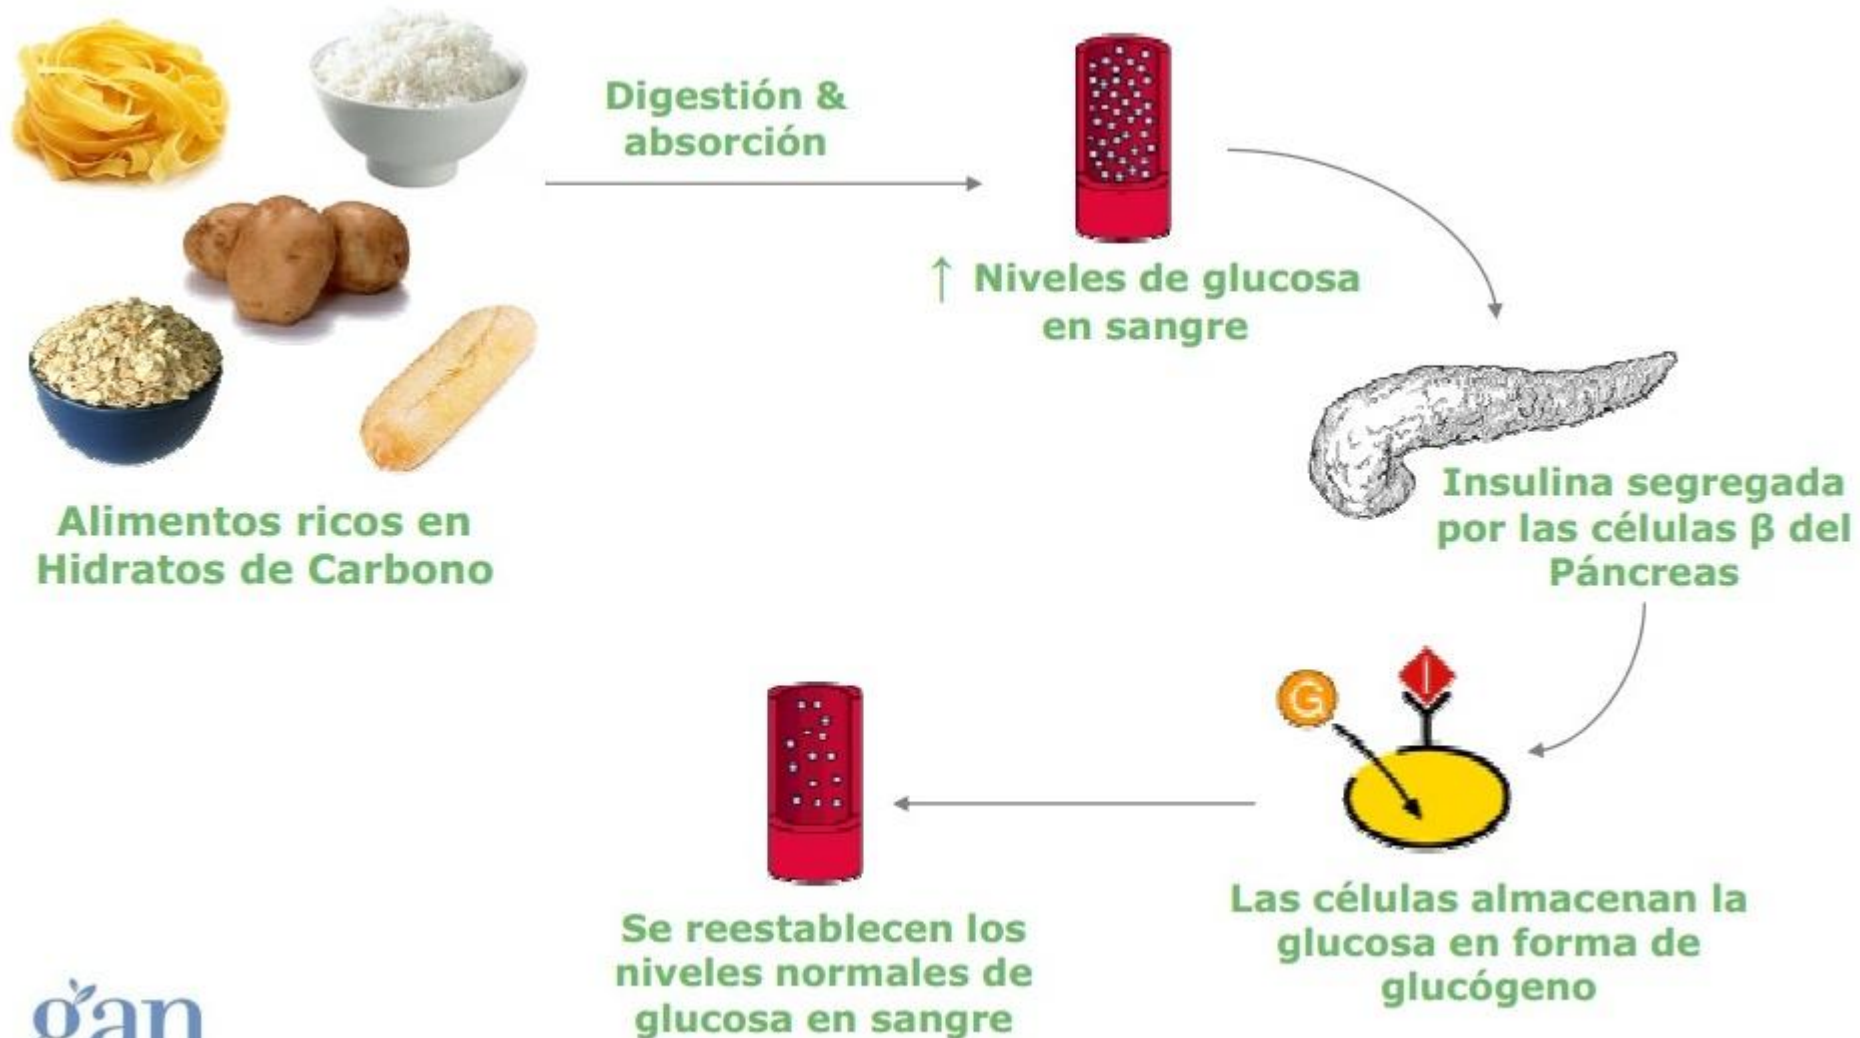 Digestión &
absorción
↑ Niveles de glucosa
en sangre
Alimentos ricos en
Hidratos de Carbono
Insulina segregada
por las células β del
Páncreas
G
I
Las células almacenan la
glucosa en forma de
glucógeno
Se reestablecen los
niveles normales de
glucosa en sangre
gan